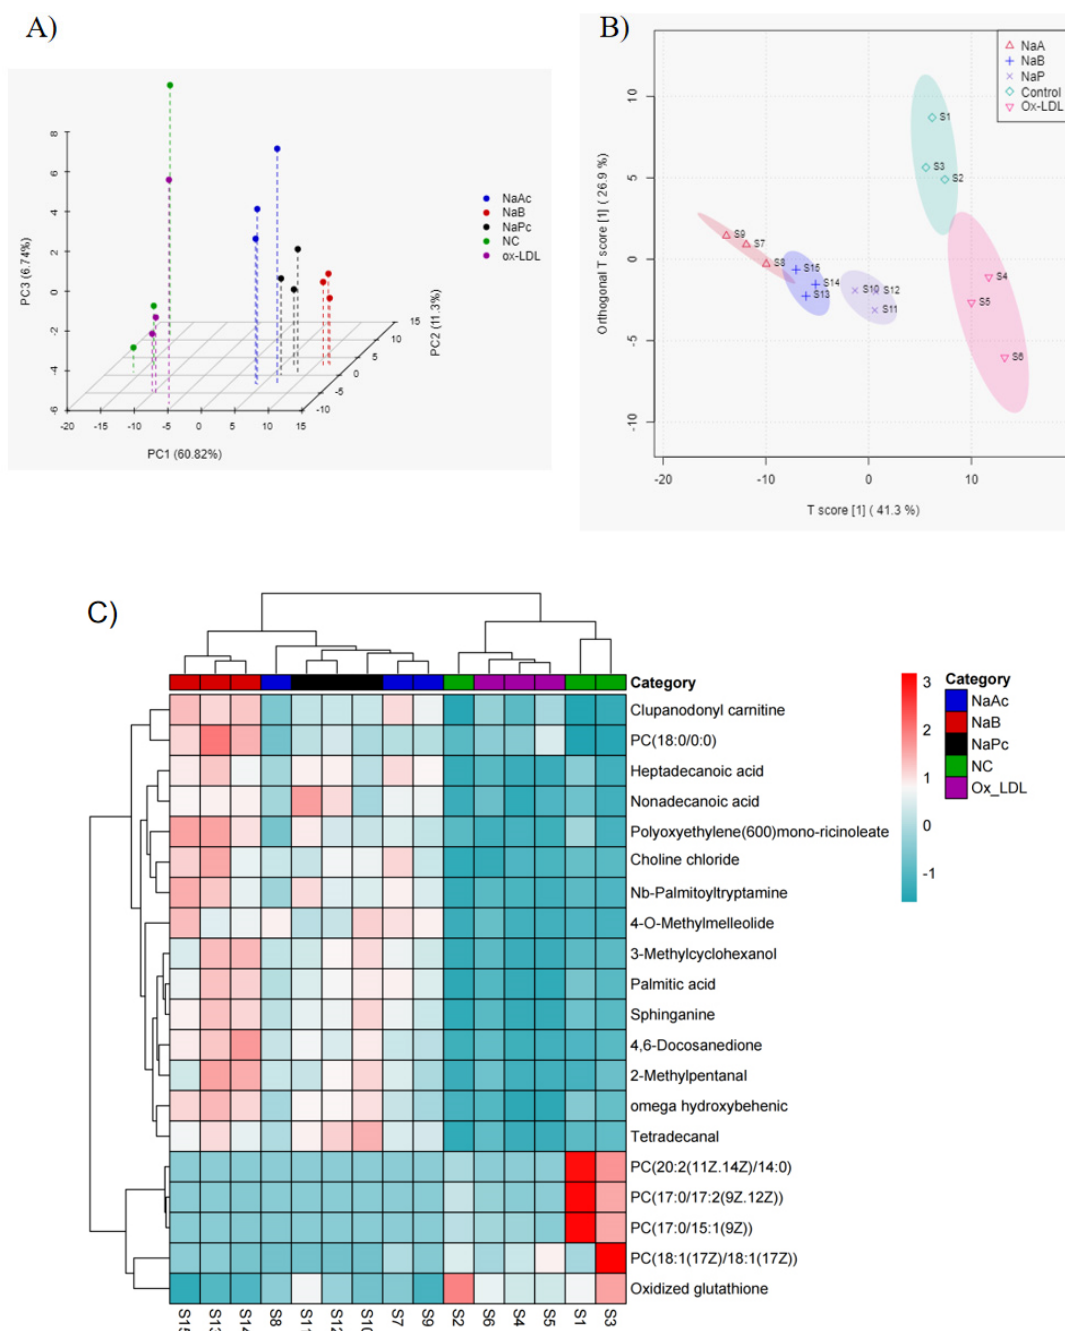 A)
B)
8
6
4
2
0
-2
-4
-6
PC3 (6.74%)
-20 -15 -10 -5 0 5 10 15
PC1 (60.82%)
-10
-5
0
5
10
15
PC2 (11.3%)
NaAc
NaB
NaPc
NC
ox-LDL
NaA
NaB
NaP
Control
Ox-LDL
10
5
0
-5
-10
Orthogonal T score [1] ( 26.9 %)
-20 -10 0 10
T score [1] ( 41.3 %)
S1
S3
S2
S9
S7
S8
S15
S14
S13
S10
S12
S11
S4
S5
S6
C)
Category
Clupanodonyl carnitine
PC(18:0/0:0)
Heptadecanoic acid
Nonadecanoic acid
Polyoxyethylene(600)mono-ricinoleate
Choline chloride
Nb-Palmitoyltryptamine
4-O-Methylmelleolide
3-Methylcyclohexanol
Palmitic acid
Sphinganine
4,6-Docosanedione
2-Methylpentanal
omega hydroxybehenic
Tetradecanal
PC(20:2(11Z.14Z)/14:0)
PC(17:0/17:2(9Z.12Z))
PC(17:0/15:1(9Z))
PC(18:1(17Z)/18:1(17Z))
Oxidized glutathione
S15 S13 S14 S8 S11 S12 S10 S7 S9 S2 S6 S4 S5 S1 S3
3
2
1
0
-1
Category
NaAc
NaB
NaPc
NC
Ox_LDL